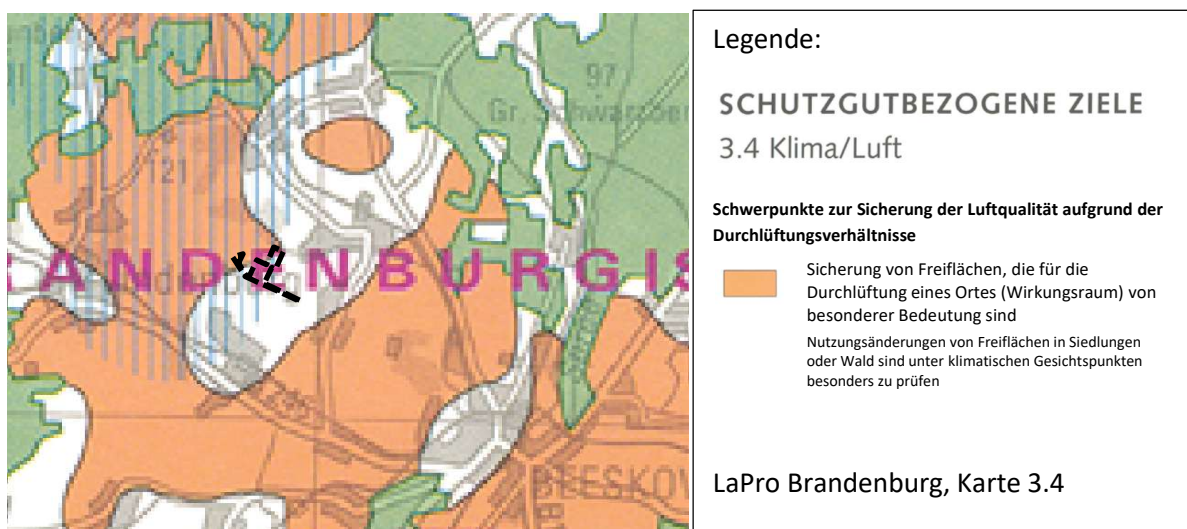 97
Gr. Schwarzber
121
RANDENBURGIS
BEESKOW
Legende:
SCHUTZGUTBEZOGENE ZIELE
3.4 Klima/Luft
Schwerpunkte zur Sicherung der Luftqualität aufgrund der
Durchlüftungsverhältnisse
Sicherung von Freiflächen, die für die
Durchlüftung eines Ortes (Wirkungsraum) von
besonderer Bedeutung sind
Nutzungsänderungen von Freiflächen in Siedlungen
oder Wald sind unter klimatischen Gesichtspunkten
besonders zu prüfen
LaPro Brandenburg, Karte 3.4